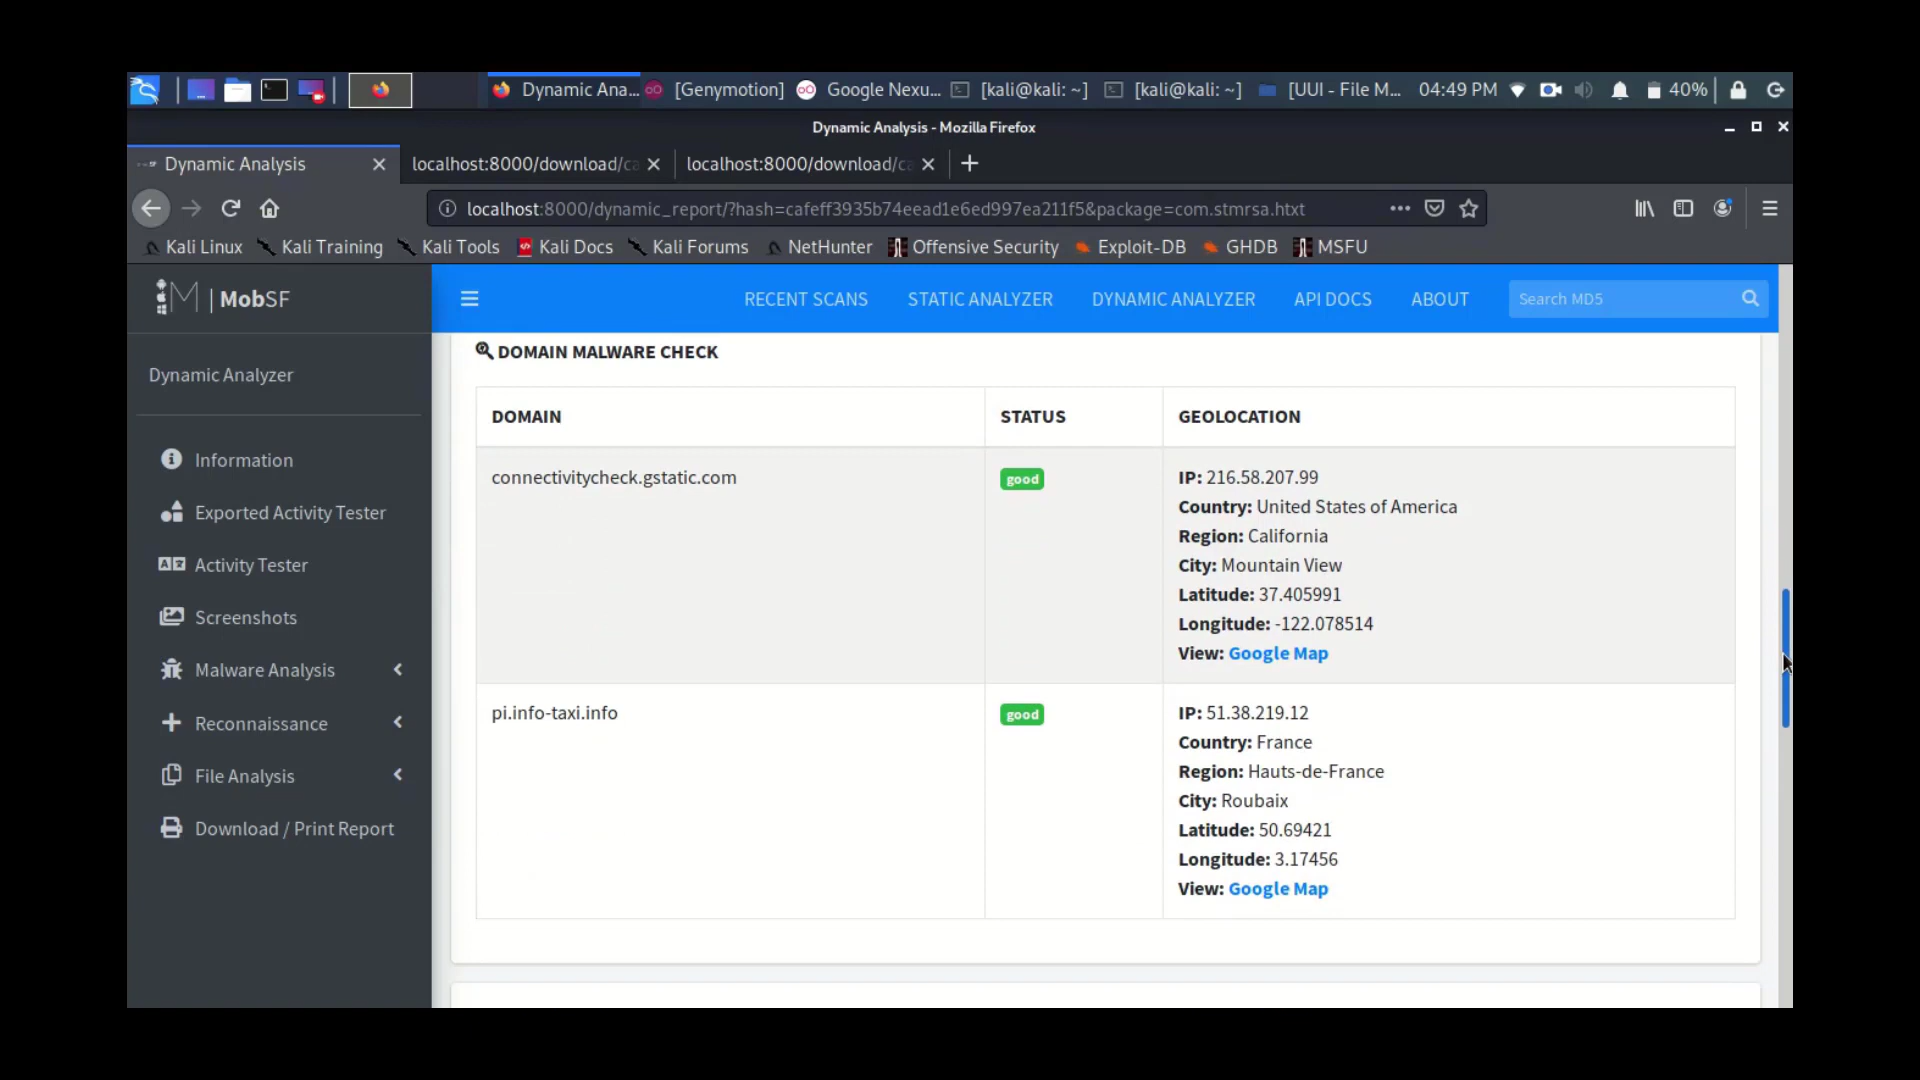 Dynamic Ana... [Genymotion] Google Nexu... [kali@kali: ~] [kali@kali: ~] [UUI - File M... 04:49 PM 40%
Dynamic Analysis - Mozilla Firefox
Dynamic Analysis localhost:8000/download/ca localhost:8000/download/ca
localhost:8000/dynamic_report/?hash=cafeff3935b74eead1e6ed997ea211f5&package=com.stmrsa.htxt
Kali Linux Kali Training Kali Tools Kali Docs Kali Forums NetHunter Offensive Security Exploit-DB GHDB MSFU
M | MobSF
RECENT SCANS STATIC ANALYZER DYNAMIC ANALYZER API DOCS ABOUT Search MD5
Dynamic Analyzer
Information
Exported Activity Tester
Activity Tester
Screenshots
Malware Analysis
Reconnaissance
File Analysis
Download / Print Report
DOMAIN MALWARE CHECK
DOMAIN STATUS GEOLOCATION
connectivitycheck.gstatic.com good IP: 216.58.207.99
Country: United States of America
Region: California
City: Mountain View
Latitude: 37.405991
Longitude: -122.078514
View: Google Map
pi.info-taxi.info good IP: 51.38.219.12
Country: France
Region: Hauts-de-France
City: Roubaix
Latitude: 50.69421
Longitude: 3.17456
View: Google Map